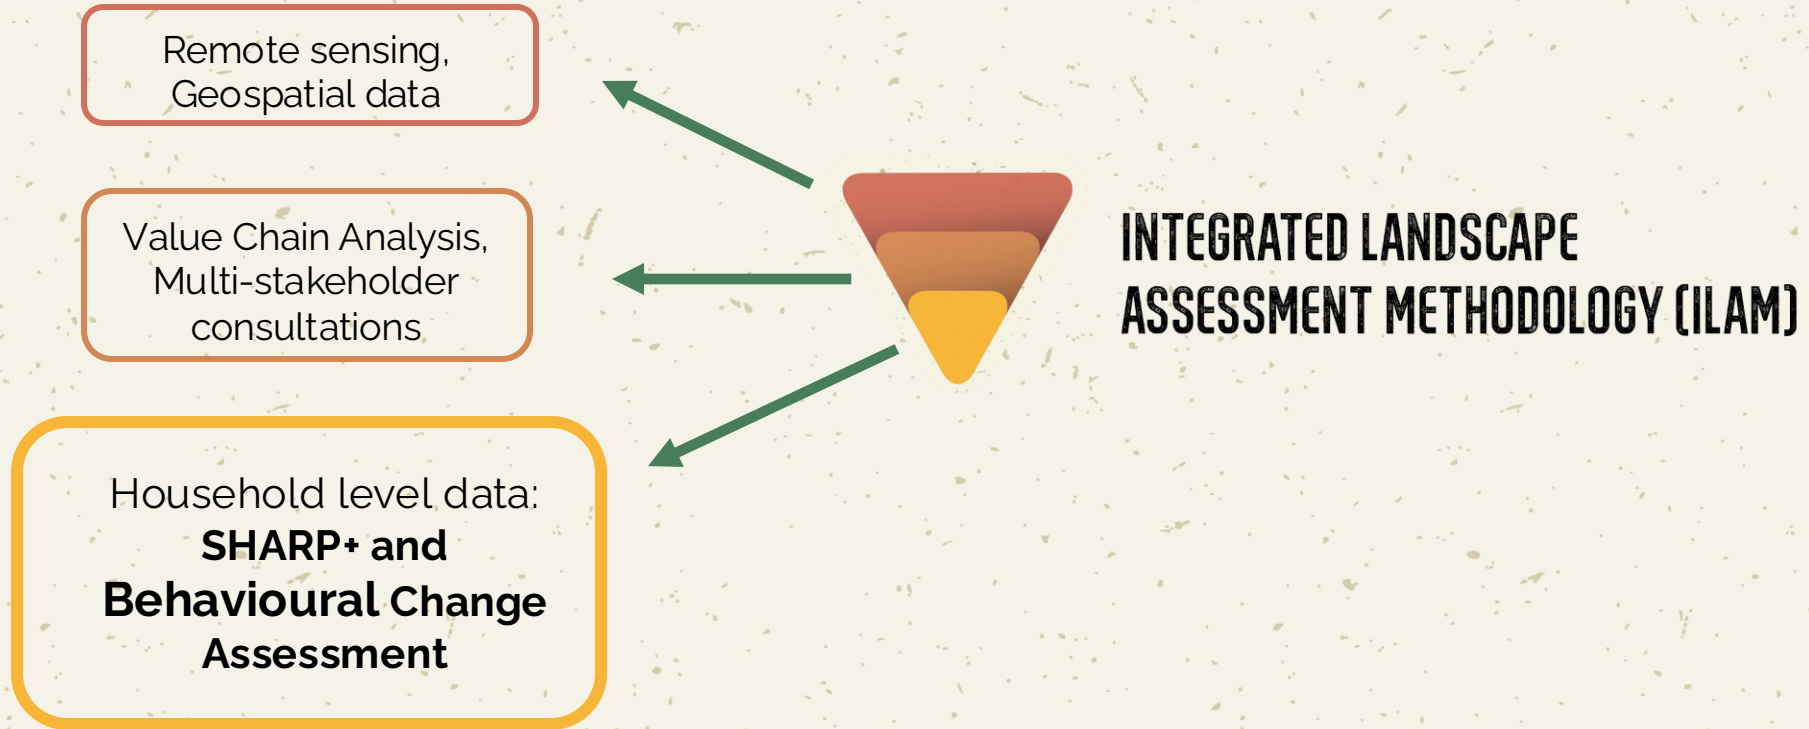 Remote sensing,
Geospatial data
Value Chain Analysis,
Multi-stakeholder
consultations
Household level data:
SHARP+ and
Behavioural Change
Assessment
INTEGRATED LANDSCAPE
ASSESSMENT METHODOLOGY (ILAM)